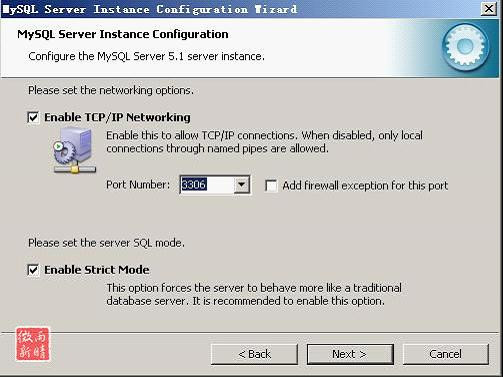 MySQL Server Instance Configuration Wizard
MySQL Server Instance Configuration
Configure the MySQL Server 5.1 server instance.
Please set the networking options.
Enable TCP/IP Networking
Enable this to allow TCP/IP connections. When disabled, only local
connections through named pipes are allowed.
Port Number: 3306 Add firewall exception for this port
Please set the server SQL mode.
Enable Strict Mode
This option forces the server to behave more like a traditional
database server. It is recommended to enable this option.
微雨
新晴
< Back Next > Cancel